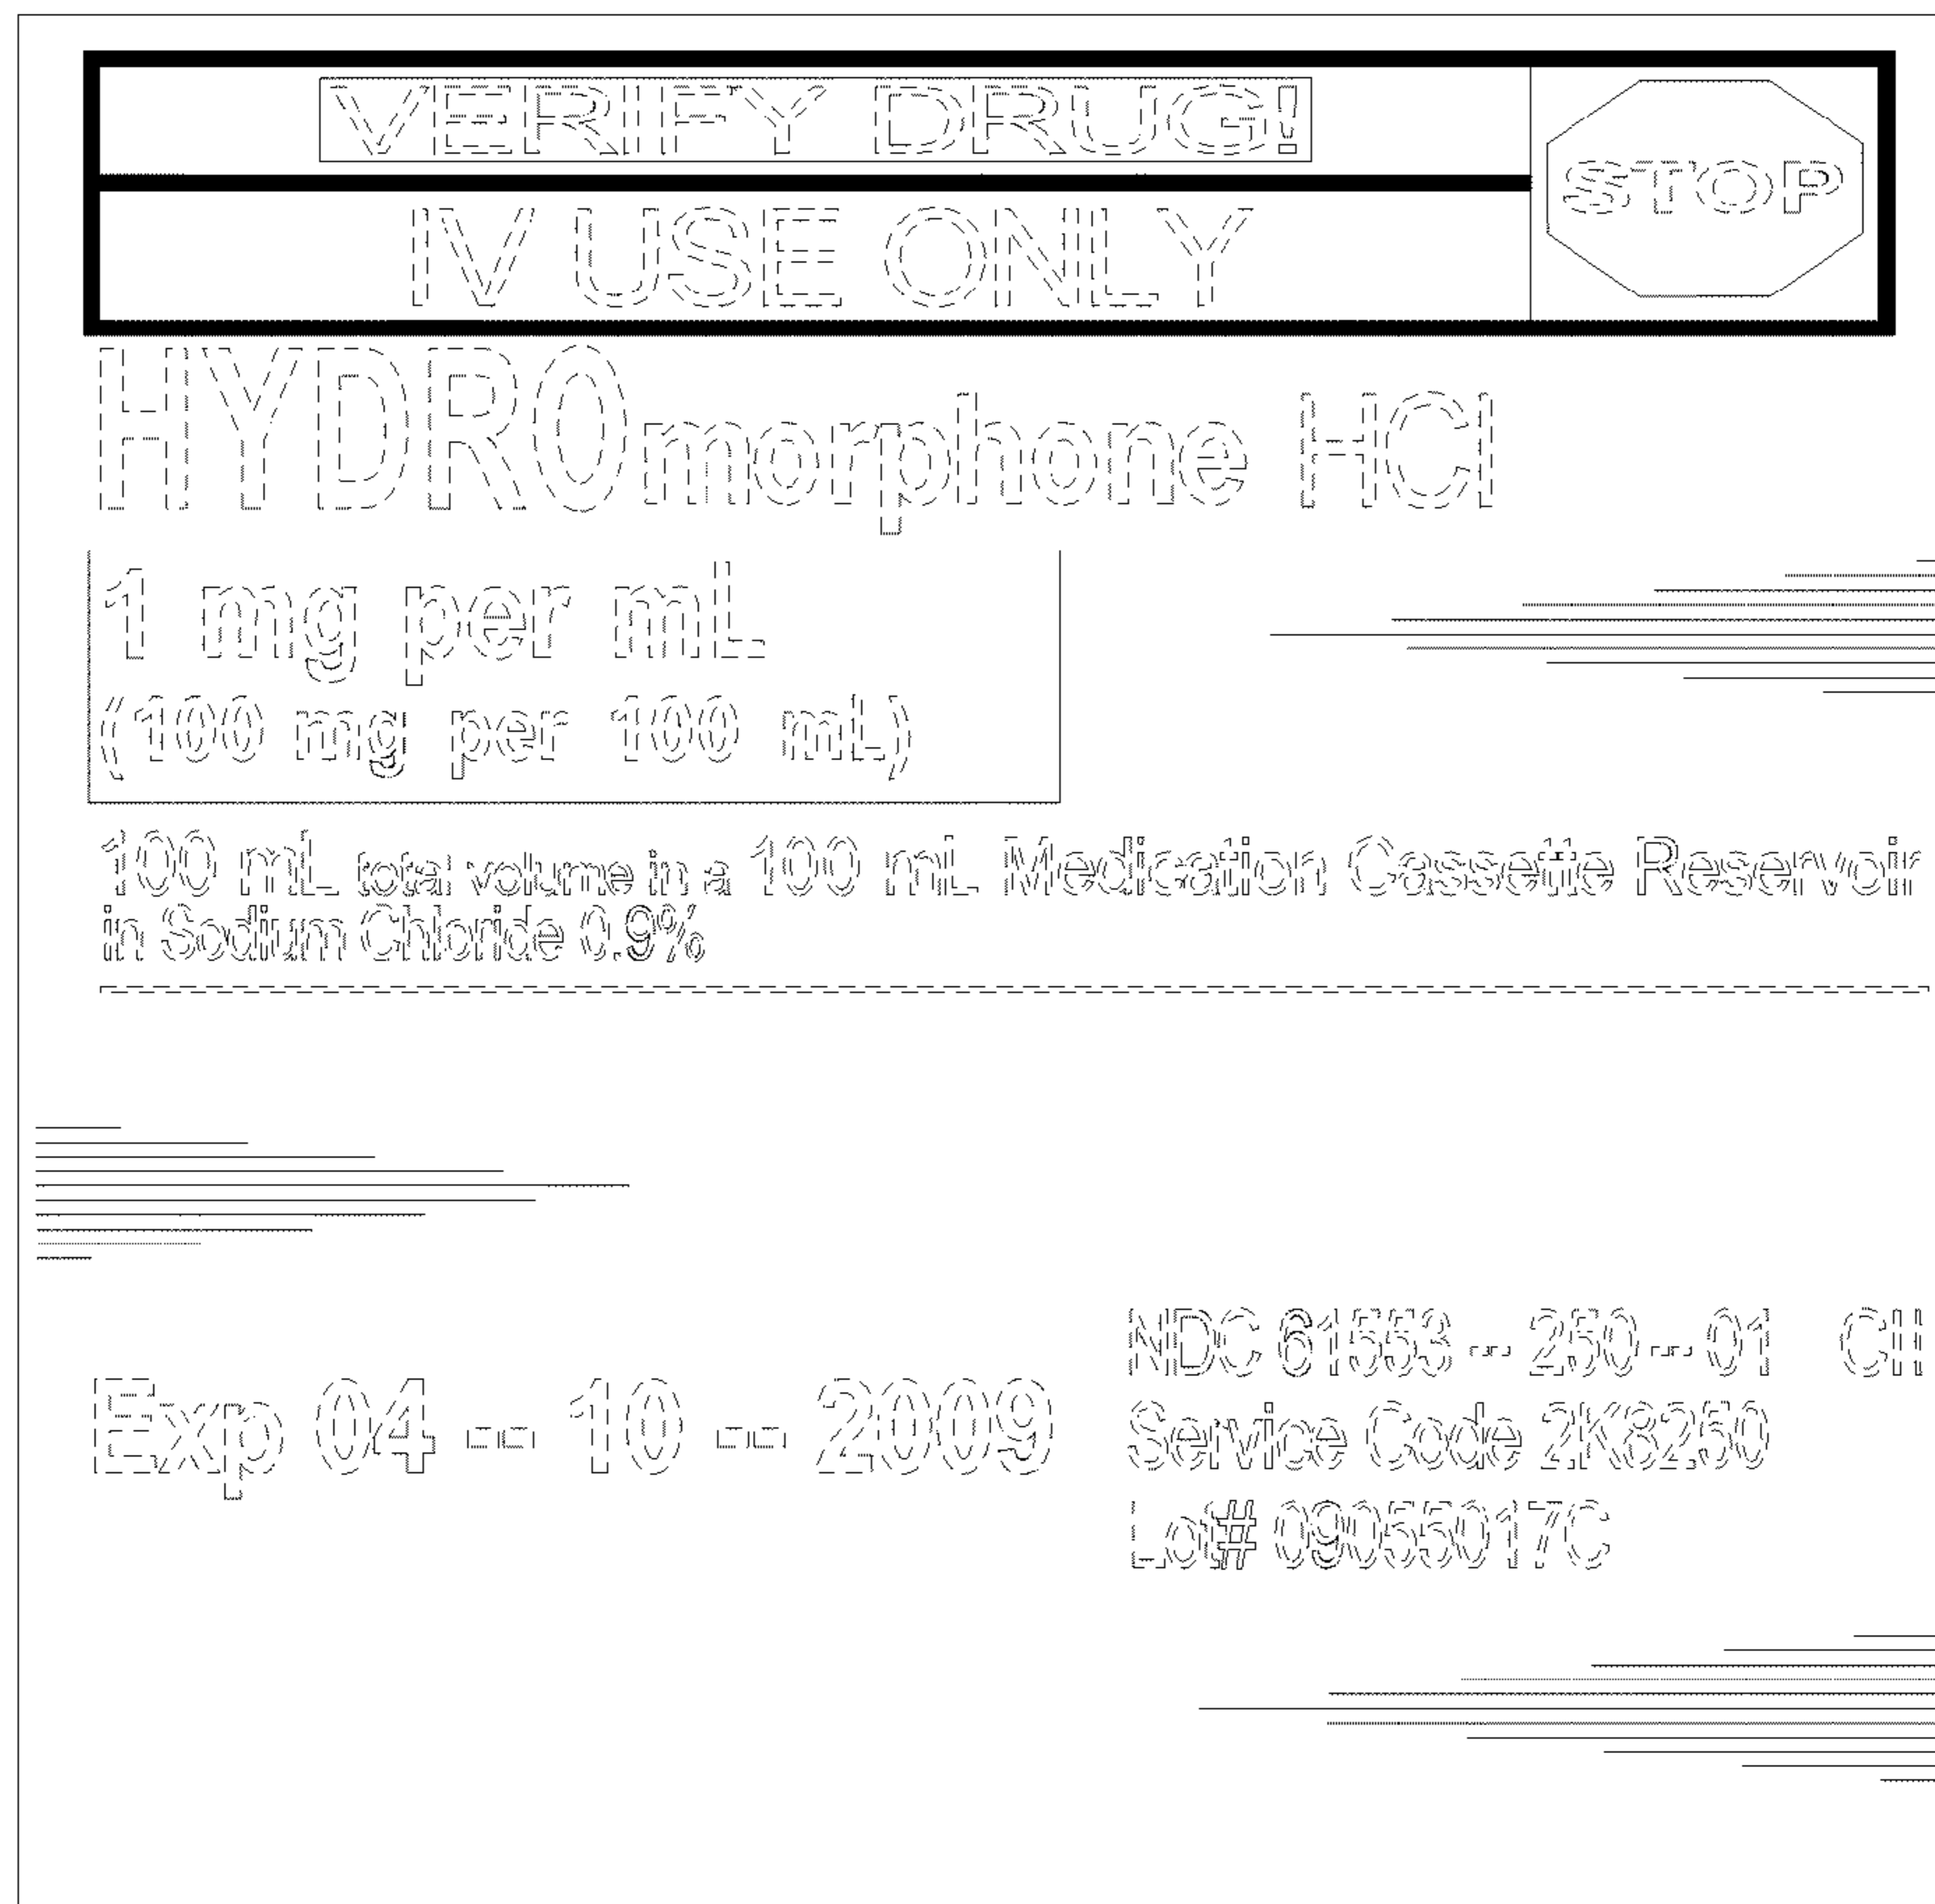 VERIFY DRUG!
STOP
IV USE ONLY
HYDROmorphone HCl
1 mg per mL
(100 mg per 100 mL)
100 mL total volume in a 100 mL Medication Cassette Reservoir
in Sodium Chloride 0.9%
NDC 61553-250-01 CII
Exp 04-10-2009
Service Code 2K8250
Lot# 09055017C